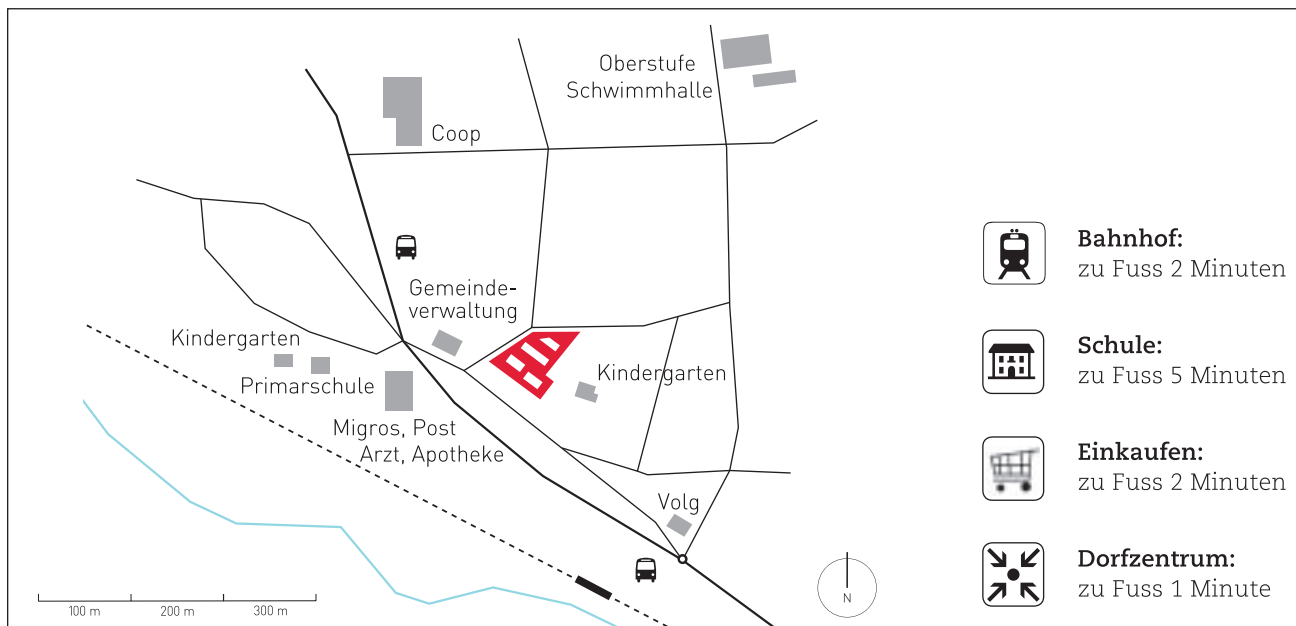 Oberstufe
Schwimmhalle
Coop
Gemeinde-
verwaltung
Kindergarten
Primarschule
Kindergarten
Migros, Post
Arzt, Apotheke
Volg
100 m
200 m
300 m
N
Bahnhof:
zu Fuss 2 Minuten
Schule:
zu Fuss 5 Minuten
Einkaufen:
zu Fuss 2 Minuten
Dorfzentrum:
zu Fuss 1 Minute